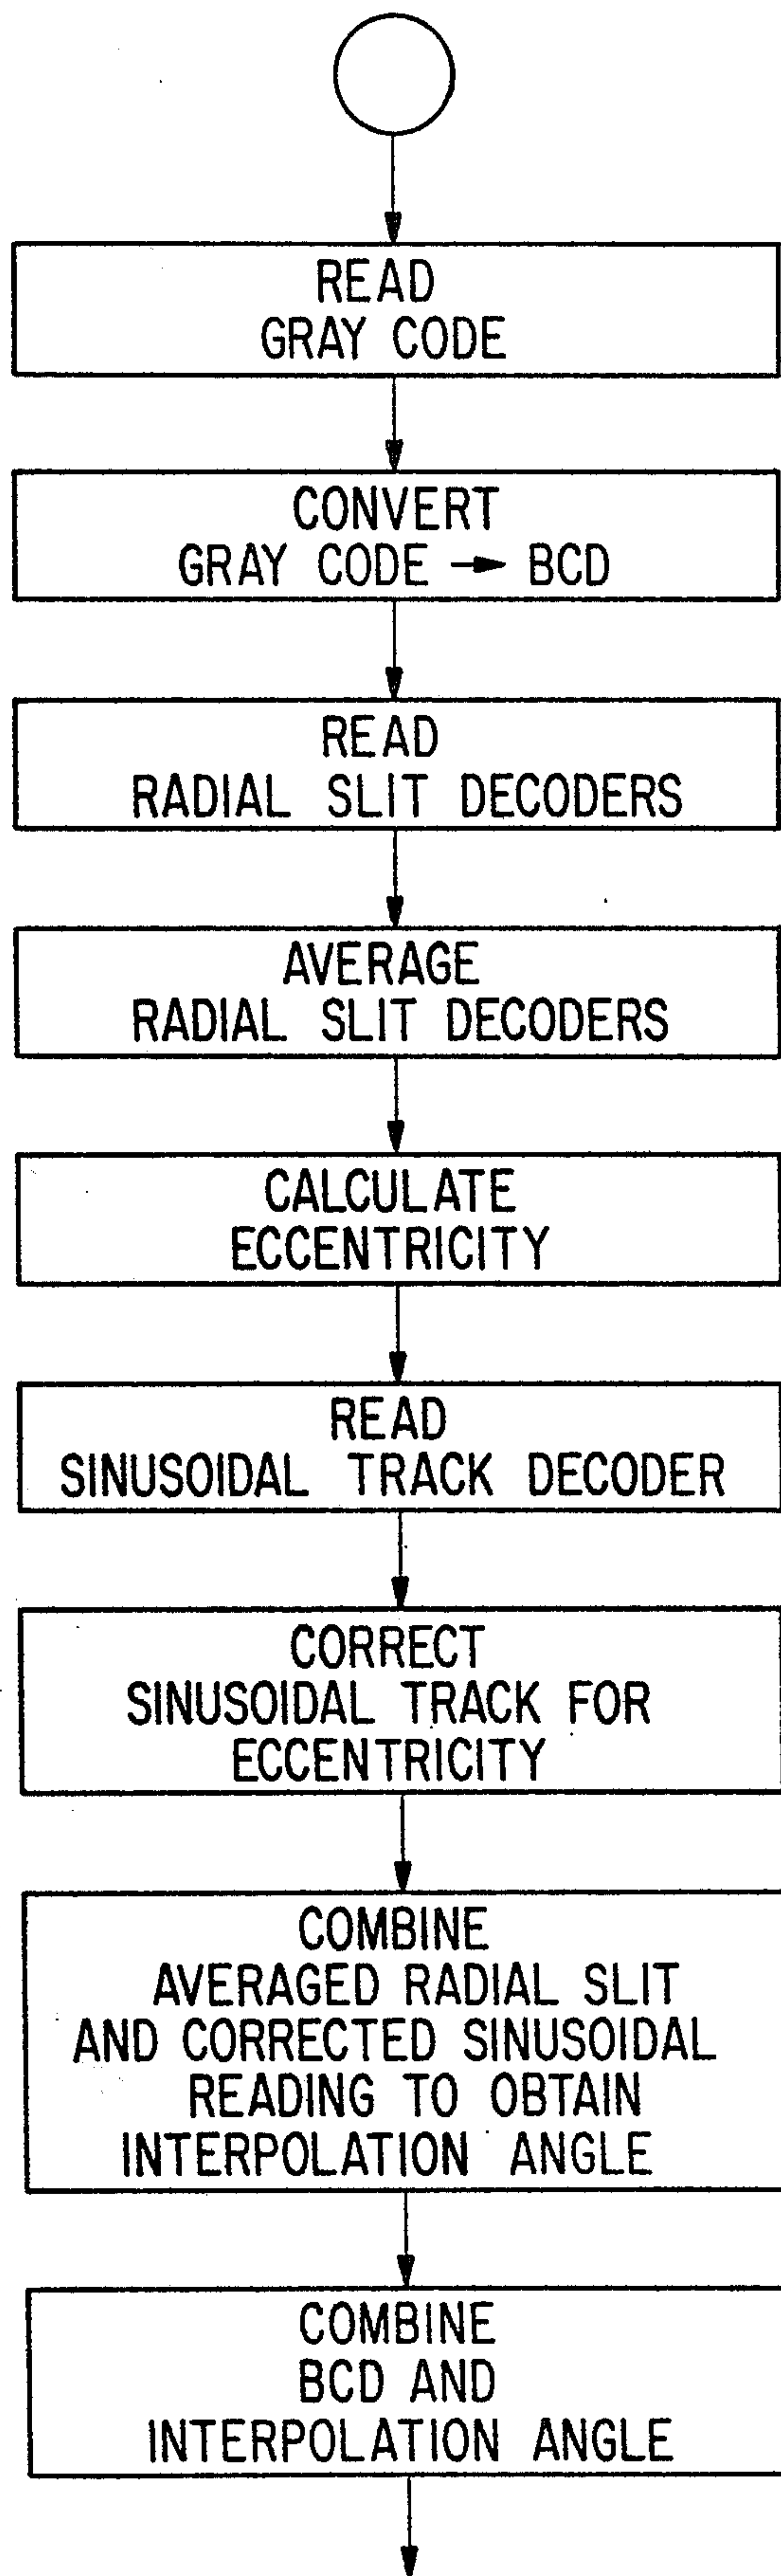 READ
GRAY CODE
CONVERT
GRAY CODE → BCD
READ
RADIAL SLIT DECODERS
AVERAGE
RADIAL SLIT DECODERS
CALCULATE
ECCENTRICITY
READ
SINUSOIDAL TRACK DECODER
CORRECT
SINUSOIDAL TRACK FOR
ECCENTRICITY
COMBINE
AVERAGED RADIAL SLIT
AND CORRECTED SINUSOIDAL
READING TO OBTAIN
INTERPOLATION ANGLE
COMBINE
BCD AND
INTERPOLATION ANGLE